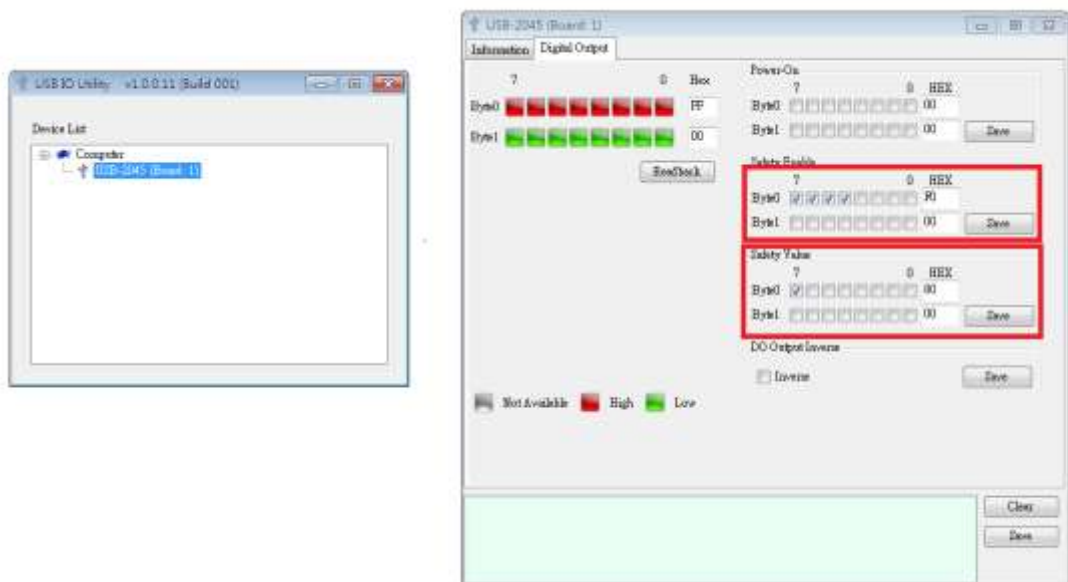 USB IO Utility v1.0.0.11 (Build 001)
Device List
Computer
USB-2045 (Board: 1)
USB-2045 (Board: 1)
Information Digital Output
7 0 Hex
Byte0 FF
Byte1 00
Readback
Not Available High Low
Power-On
7 0 HEX
Byte0 00
Byte1 00 Save
Safety Enable
7 0 HEX
Byte0 F0
Byte1 00 Save
Safety Value
7 0 HEX
Byte0 00
Byte1 00 Save
DO Output Inverse
Inverse Save
Clear
Save